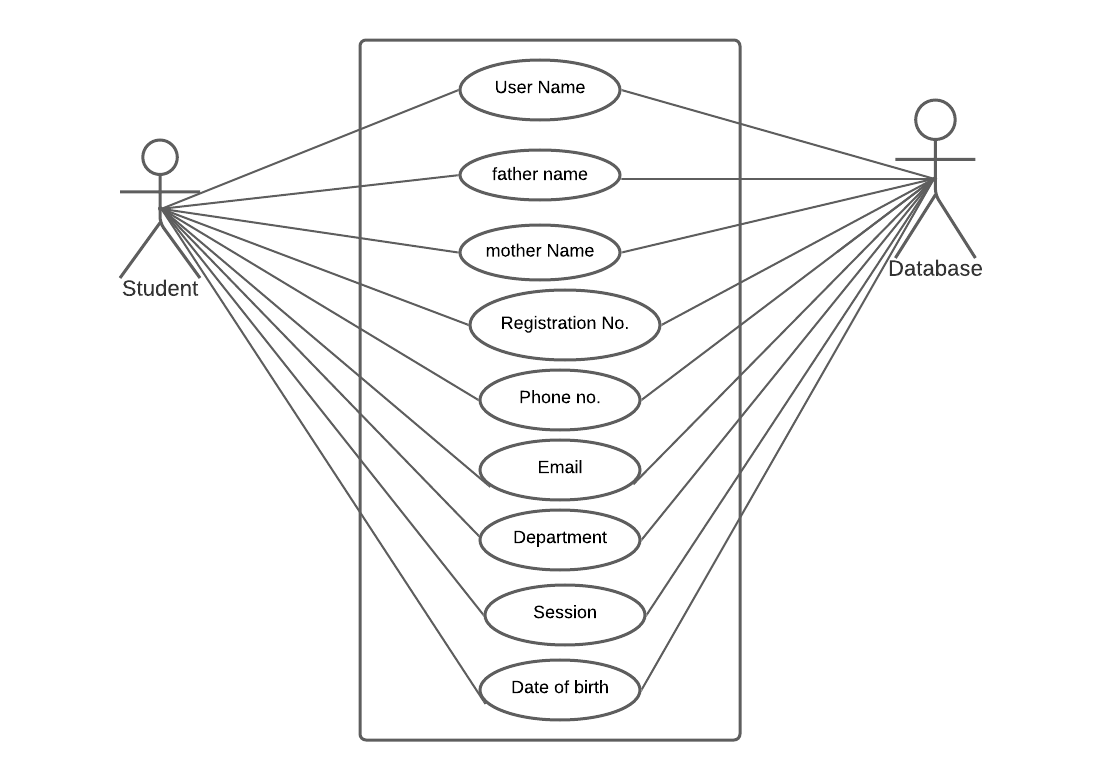 User Name
father name
mother Name
Registration No.
Phone no.
Email
Department
Session
Date of birth
Student
Database